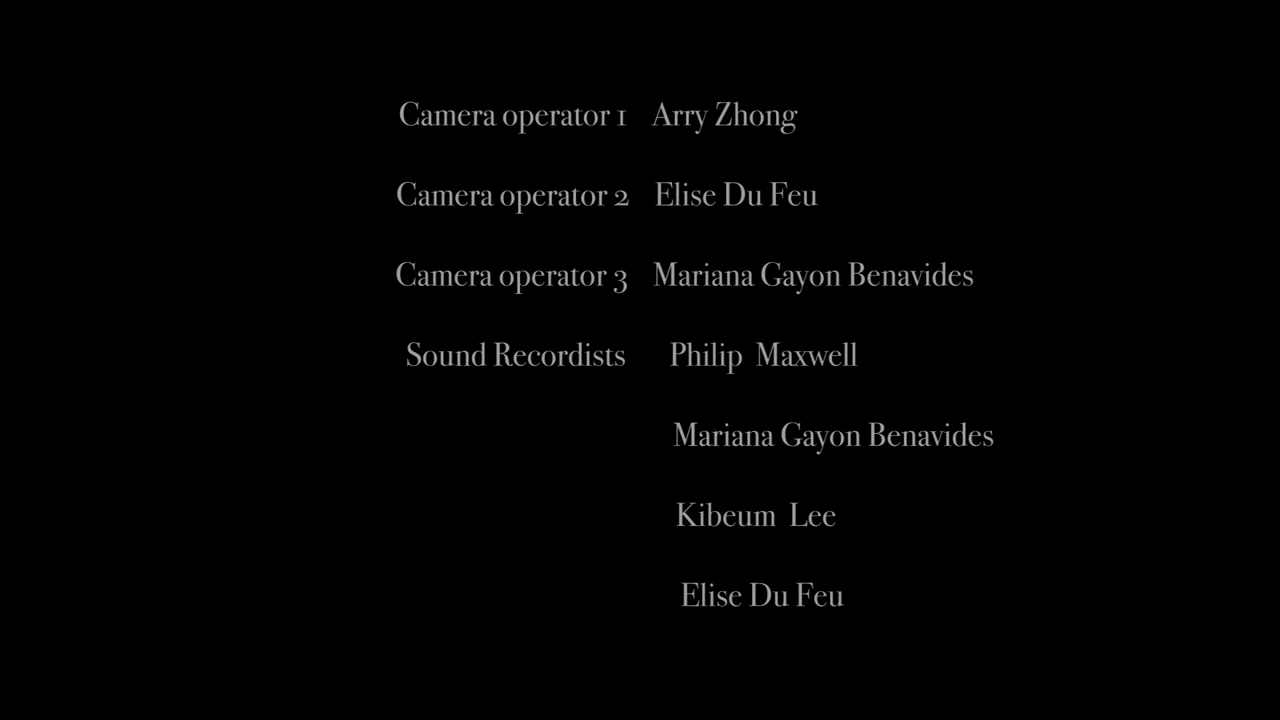 Camera operator 1 Arry Zhong
Camera operator 2 Elise Du Feu
Camera operator 3 Mariana Gayon Benavides
Sound Recordists Philip Maxwell
Mariana Gayon Benavides
Kibeum Lee
Elise Du Feu